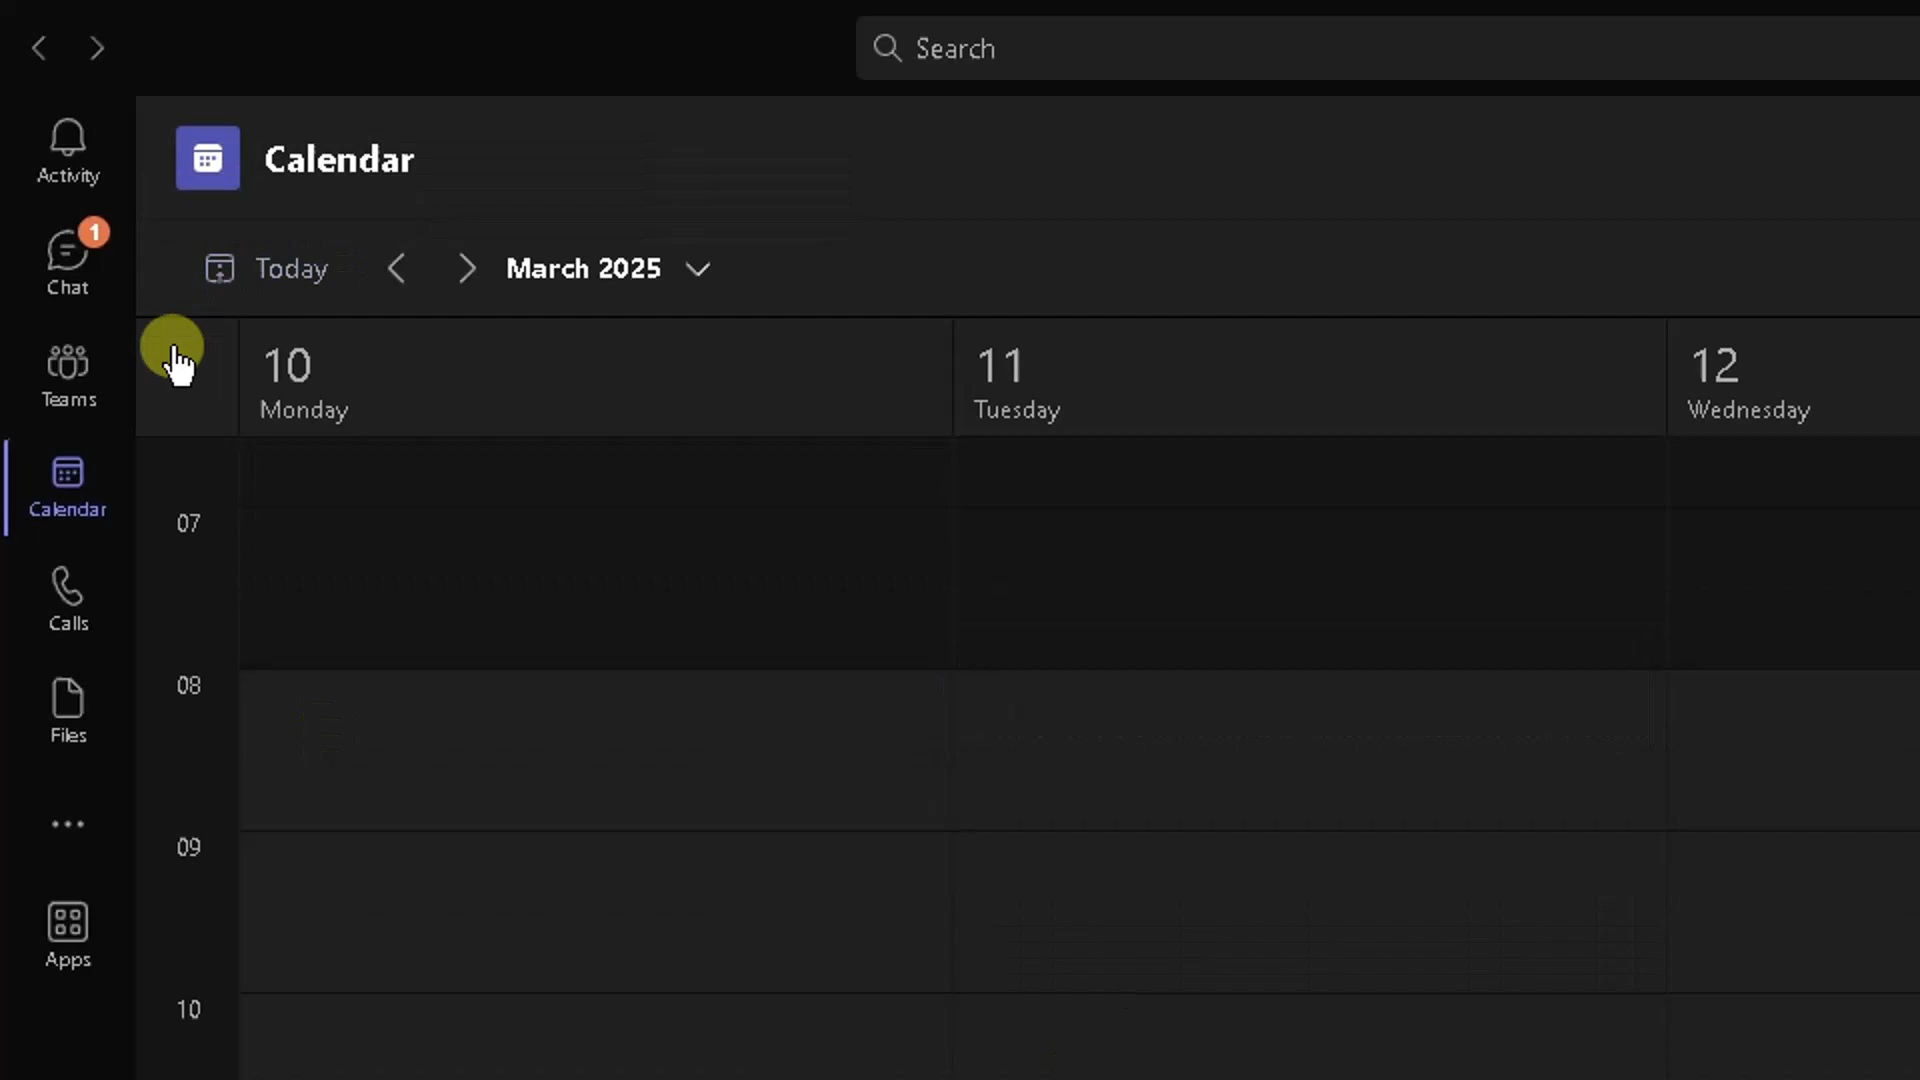 Search
Activity
1
Chat
Teams
Calendar
Calls
Files
Apps
Calendar
Today
March 2025
10
Monday
11
Tuesday
12
Wednesday
07
08
09
10